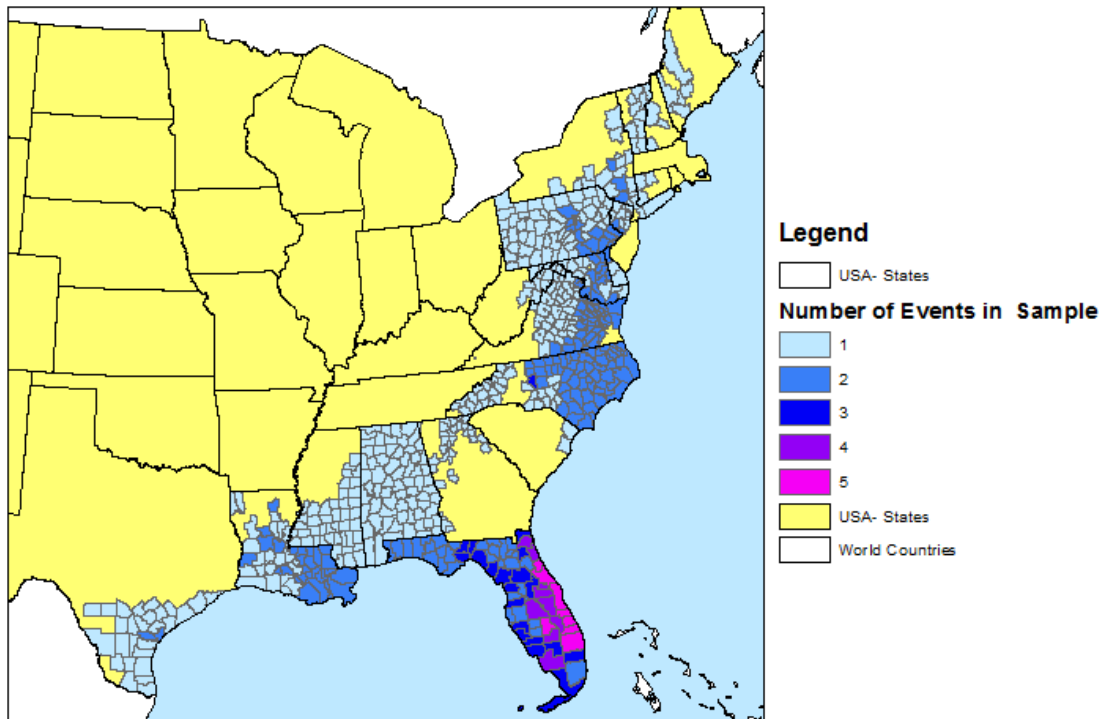 Legend
USA- States
Number of Events in Sample
1
2
3
4
5
USA- States
World Countries